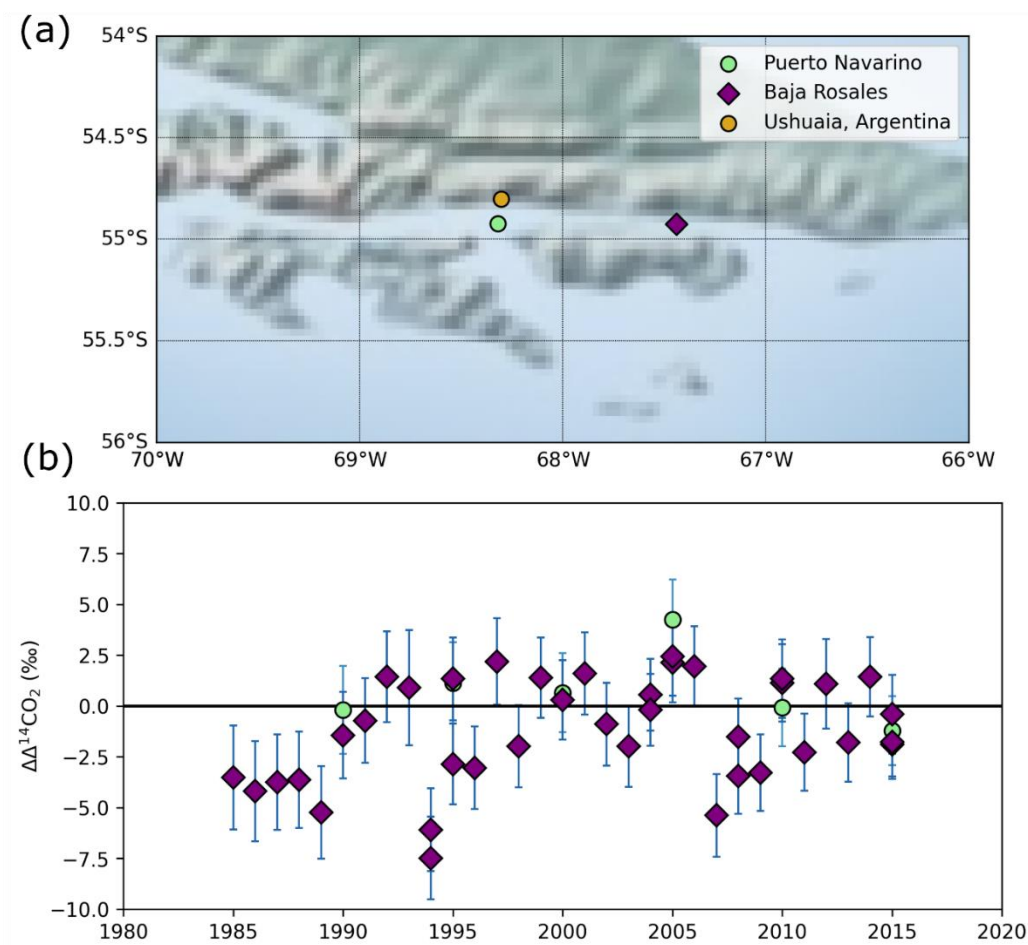 (a)
54°S
54.5°S
55°S
55.5°S
56°S
70°W 69°W 68°W 67°W 66°W
Puerto Navarino
Baja Rosales
Ushuaia, Argentina
(b)
ΔΔ¹⁴CO₂ (‰)
10.0
7.5
5.0
2.5
0.0
−2.5
−5.0
−7.5
−10.0
1980 1985 1990 1995 2000 2005 2010 2015 2020